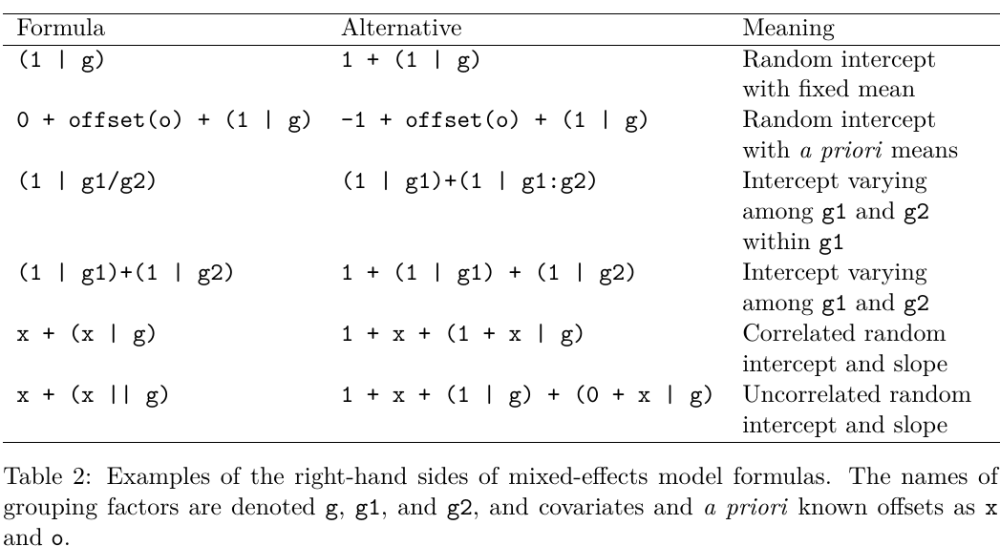 Formula Alternative Meaning
(1 | g) 1 + (1 | g) Random intercept
with fixed mean
0 + offset(o) + (1 | g) -1 + offset(o) + (1 | g) Random intercept
with a priori means
(1 | g1/g2) (1 | g1)+(1 | g1:g2) Intercept varying
among g1 and g2
within g1
(1 | g1)+(1 | g2) 1 + (1 | g1) + (1 | g2) Intercept varying
among g1 and g2
x + (x | g) 1 + x + (1 + x | g) Correlated random
intercept and slope
x + (x || g) 1 + x + (1 | g) + (0 + x | g) Uncorrelated random
intercept and slope
Table 2: Examples of the right-hand sides of mixed-effects model formulas. The names of
grouping factors are denoted g, g1, and g2, and covariates and a priori known offsets as x
and o.